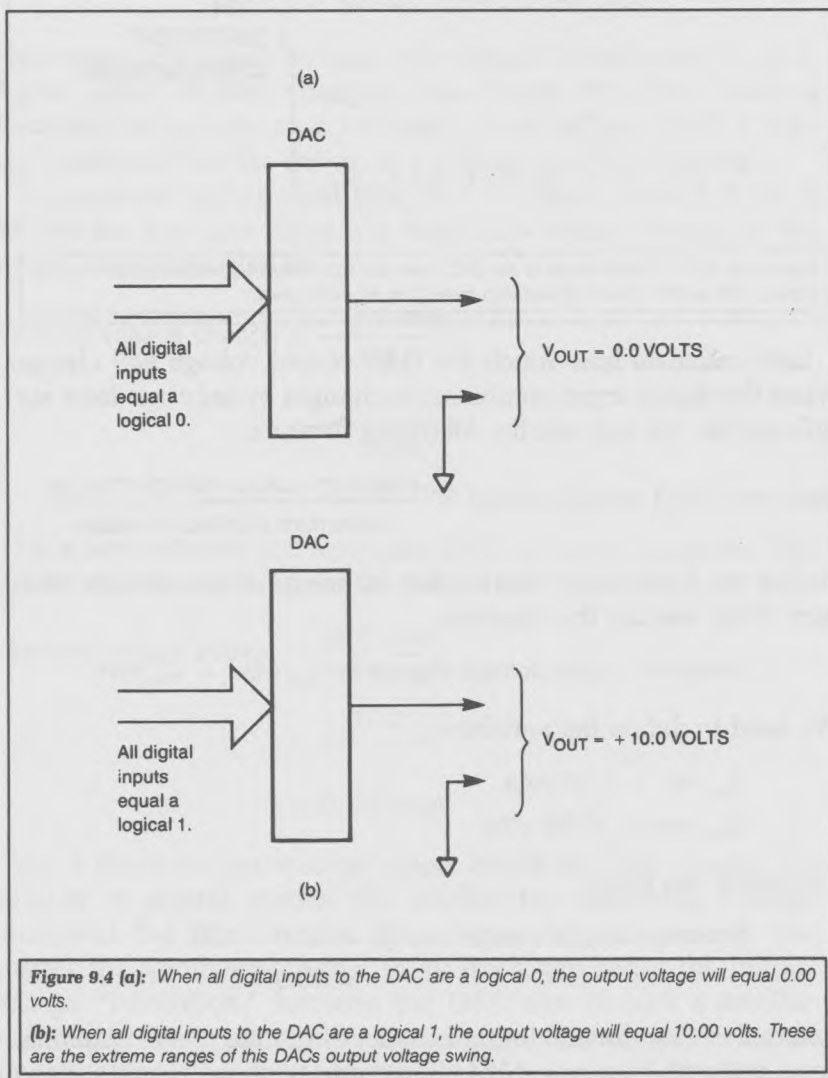 (a)
DAC
All digital
inputs
equal a
logical 0.
VOUT = 0.0 VOLTS
DAC
All digital
inputs
equal a
logical 1.
VOUT = + 10.0 VOLTS
(b)
Figure 9.4 (a): When all digital inputs to the DAC are a logical 0, the output voltage will equal 0.00
volts.
(b): When all digital inputs to the DAC are a logical 1, the output voltage will equal 10.00 volts. These
are the extreme ranges of this DACs output voltage swing.